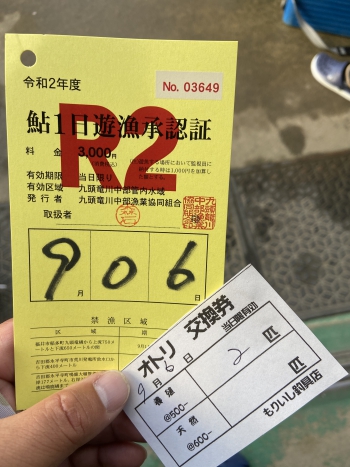 令和2年度
No. 03649
R2
鮎1日遊漁承認証
料 金 3,000円
有効期限 当日限り
有効区域 九頭竜川中部管内水域
発 行 者 九頭竜川中部漁業協同組合
取扱者
9月 06日
禁 漁 区 域
区 域
オトリ 交換券
当日限有効
9月6日
養殖 @500- 2 匹
天然 @600- 匹
もりいし釣具店